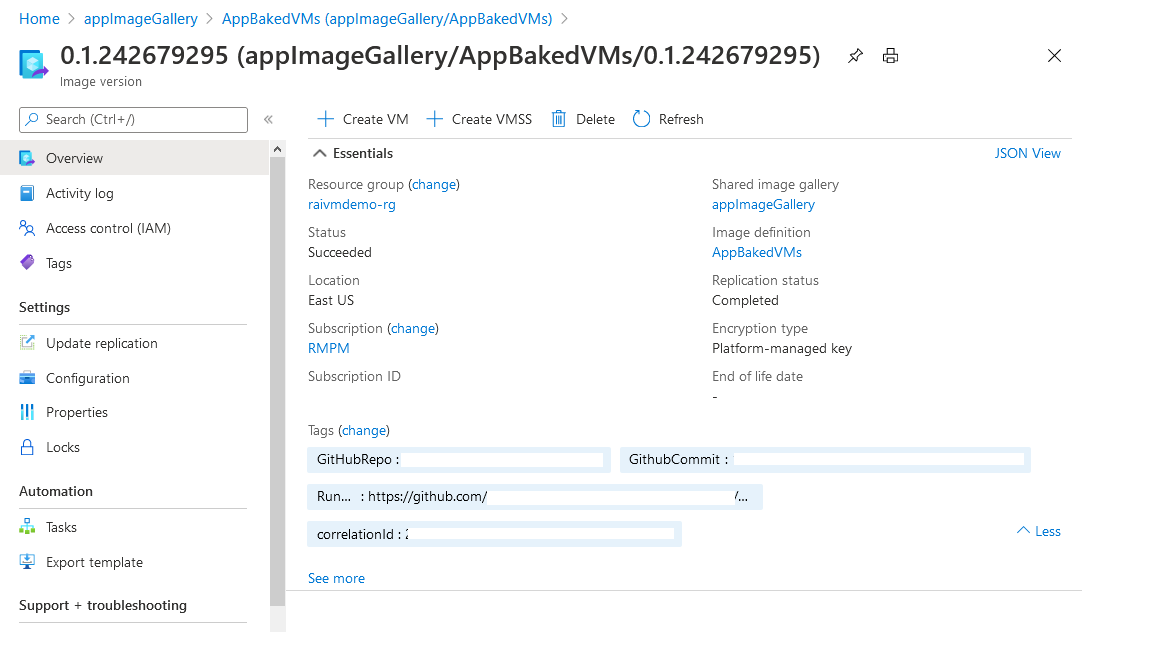 Home > appImageGallery > AppBakedVMs (appImageGallery/AppBakedVMs) >
0.1.242679295 (appImageGallery/AppBakedVMs/0.1.242679295)
Image version
Search (Ctrl+/)
«
Overview
Activity log
Access control (IAM)
Tags
Settings
Update replication
Configuration
Properties
Locks
Automation
Tasks
Export template
Support + troubleshooting
Create VM
Create VMSS
Delete
Refresh
Essentials
JSON View
Resource group (change)
raivmdemo-rg
Status
Succeeded
Location
East US
Subscription (change)
RMPM
Subscription ID
Shared image gallery
appImageGallery
Image definition
AppBakedVMs
Replication status
Completed
Encryption type
Platform-managed key
End of life date
-
Tags (change)
GitHubRepo :
GithubCommit :
Run... : https://github.com/ /...
correlationId :
Less
See more